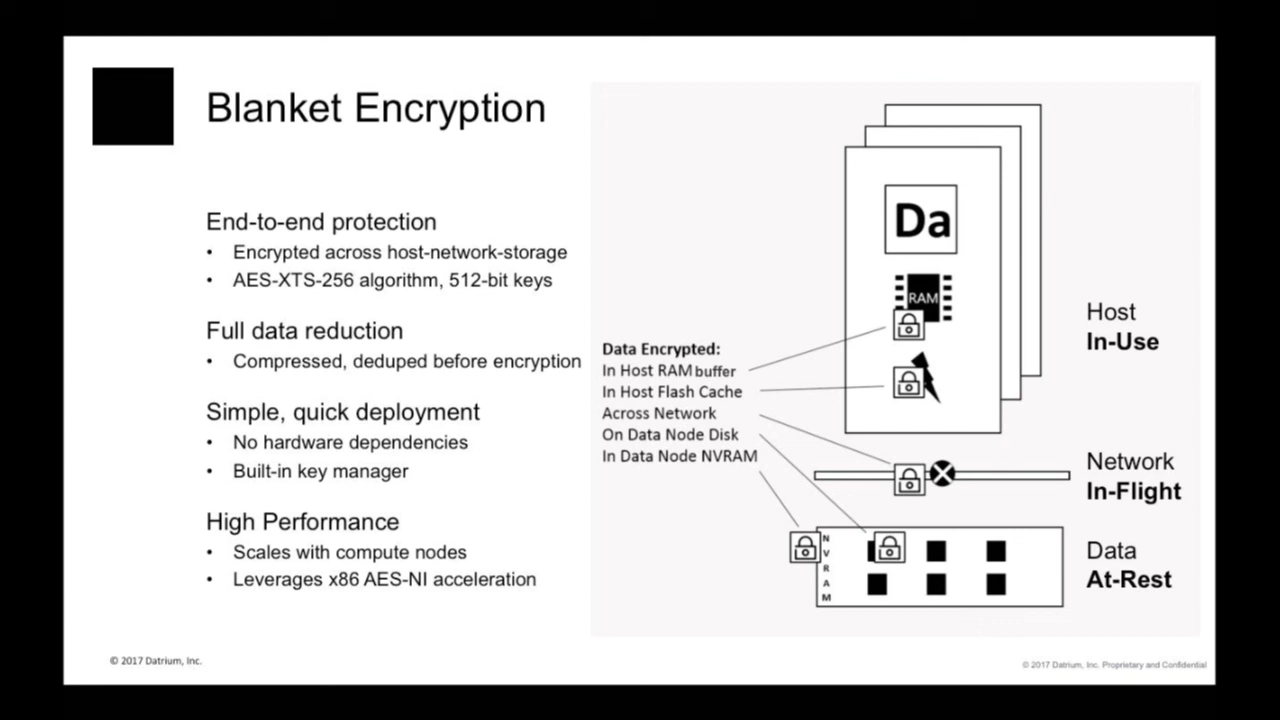 Blanket Encryption
End-to-end protection
• Encrypted across host-network-storage
• AES-XTS-256 algorithm, 512-bit keys
Full data reduction
• Compressed, deduped before encryption
Simple, quick deployment
• No hardware dependencies
• Built-in key manager
High Performance
• Scales with compute nodes
• Leverages x86 AES-NI acceleration
Data Encrypted:
In Host RAM buffer
In Host Flash Cache
Across Network
On Data Node Disk
In Data Node NVRAM
Da
RAM
NVRAM
Host
In-Use
Network
In-Flight
Data
At-Rest
© 2017 Datrium, Inc.
© 2017 Datrium, Inc. Proprietary and Confidential